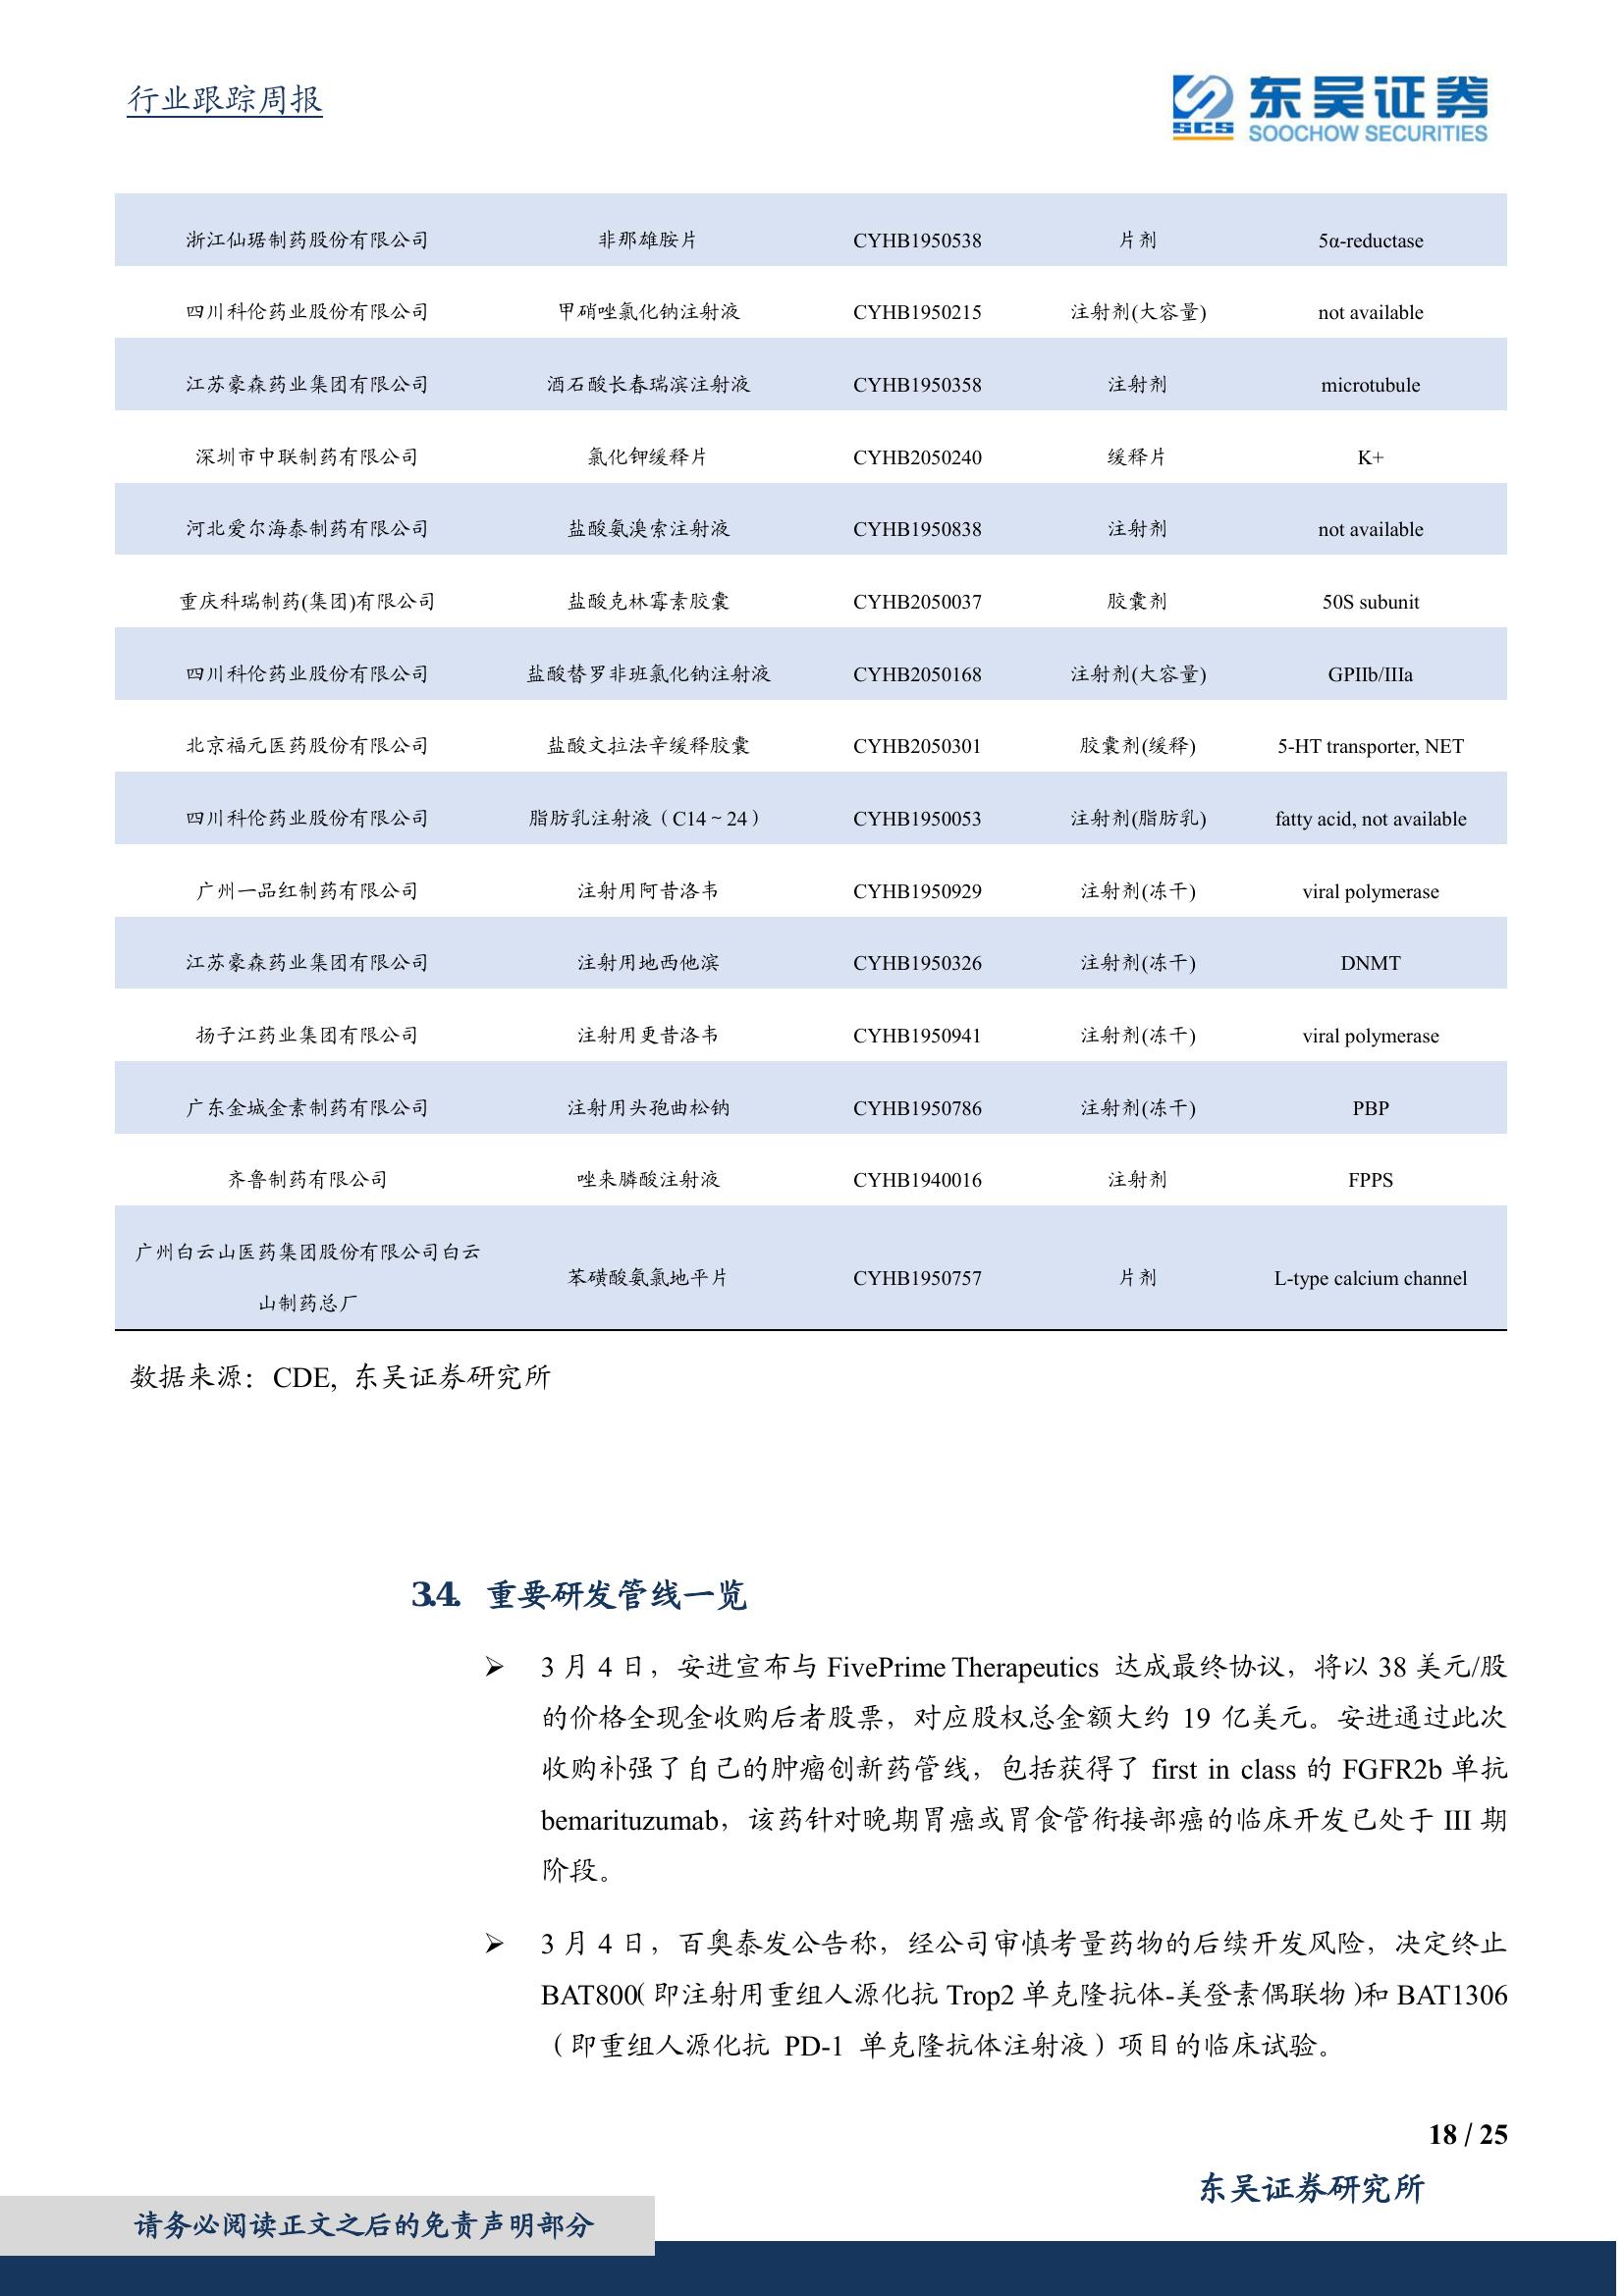 行业跟踪周报
SCS 东吴证券
SOOCHOW SECURITIES
浙江仙琚制药股份有限公司 非那雄胺片 CYHB1950538 片剂 5α-reductase
四川科伦药业股份有限公司 甲硝唑氯化钠注射液 CYHB1950215 注射剂(大容量) not available
江苏豪森药业集团有限公司 酒石酸长春瑞滨注射液 CYHB1950358 注射剂 microtubule
深圳市中联制药有限公司 氯化钾缓释片 CYHB2050240 缓释片 K+
河北爱尔海泰制药有限公司 盐酸氨溴索注射液 CYHB1950838 注射剂 not available
重庆科瑞制药(集团)有限公司 盐酸克林霉素胶囊 CYHB2050037 胶囊剂 50S subunit
四川科伦药业股份有限公司 盐酸替罗非班氯化钠注射液 CYHB2050168 注射剂(大容量) GPIIb/IIIa
北京福元医药股份有限公司 盐酸文拉法辛缓释胶囊 CYHB2050301 胶囊剂(缓释) 5-HT transporter, NET
四川科伦药业股份有限公司 脂肪乳注射液（C14～24） CYHB1950053 注射剂(脂肪乳) fatty acid, not available
广州一品红制药有限公司 注射用阿昔洛韦 CYHB1950929 注射剂(冻干) viral polymerase
江苏豪森药业集团有限公司 注射用地西他滨 CYHB1950326 注射剂(冻干) DNMT
扬子江药业集团有限公司 注射用更昔洛韦 CYHB1950941 注射剂(冻干) viral polymerase
广东金城金素制药有限公司 注射用头孢曲松钠 CYHB1950786 注射剂(冻干) PBP
齐鲁制药有限公司 唑来膦酸注射液 CYHB1940016 注射剂 FPPS
广州白云山医药集团股份有限公司白云
山制药总厂 苯磺酸氨氯地平片 CYHB1950757 片剂 L-type calcium channel
数据来源：CDE, 东吴证券研究所
3.4. 重要研发管线一览
➢ 3 月 4 日，安进宣布与 FivePrime Therapeutics 达成最终协议，将以 38 美元/股
的价格全现金收购后者股票，对应股权总金额大约 19 亿美元。安进通过此次
收购补强了自己的肿瘤创新药管线，包括获得了 first in class 的 FGFR2b 单抗
bemarituzumab，该药针对晚期胃癌或胃食管衔接部癌的临床开发已处于 III 期
阶段。
➢ 3 月 4 日，百奥泰发公告称，经公司审慎考量药物的后续开发风险，决定终止
BAT800（即注射用重组人源化抗 Trop2 单克隆抗体-美登素偶联物）和 BAT1306
（即重组人源化抗 PD-1 单克隆抗体注射液）项目的临床试验。
18 / 25
东吴证券研究所
请务必阅读正文之后的免责声明部分